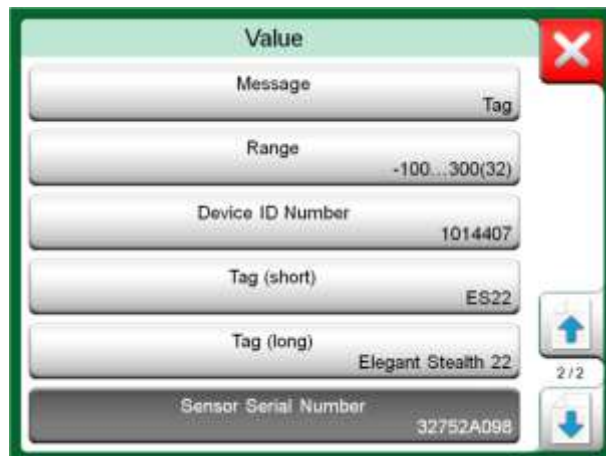 Value
Message
Tag
Range
-100...300(32)
Device ID Number
1014407
Tag (short)
ES22
Tag (long)
Elegant Stealth 22
2/2
Sensor Serial Number
32752A098